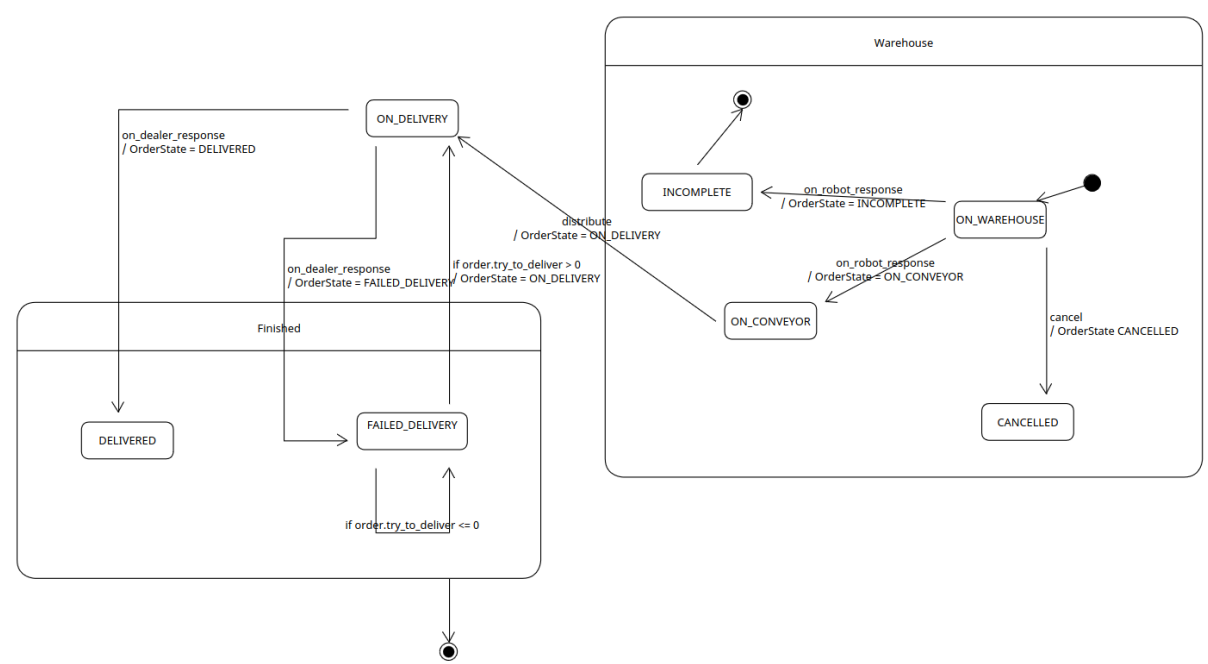 Warehouse
ON_DELIVERY
on_dealer_response
/ OrderState = DELIVERED
INCOMPLETE
on_robot_response
/ OrderState = INCOMPLETE
ON_WAREHOUSE
distribute
/ OrderState = ON_DELIVERY
on_dealer_response
/ OrderState = FAILED_DELIVERY
if order.try_to_deliver > 0
/ OrderState = ON_DELIVERY
on_robot_response
/ OrderState = ON_CONVEYOR
ON_CONVEYOR
cancel
/ OrderState CANCELLED
Finished
DELIVERED
FAILED_DELIVERY
CANCELLED
if order.try_to_deliver <= 0